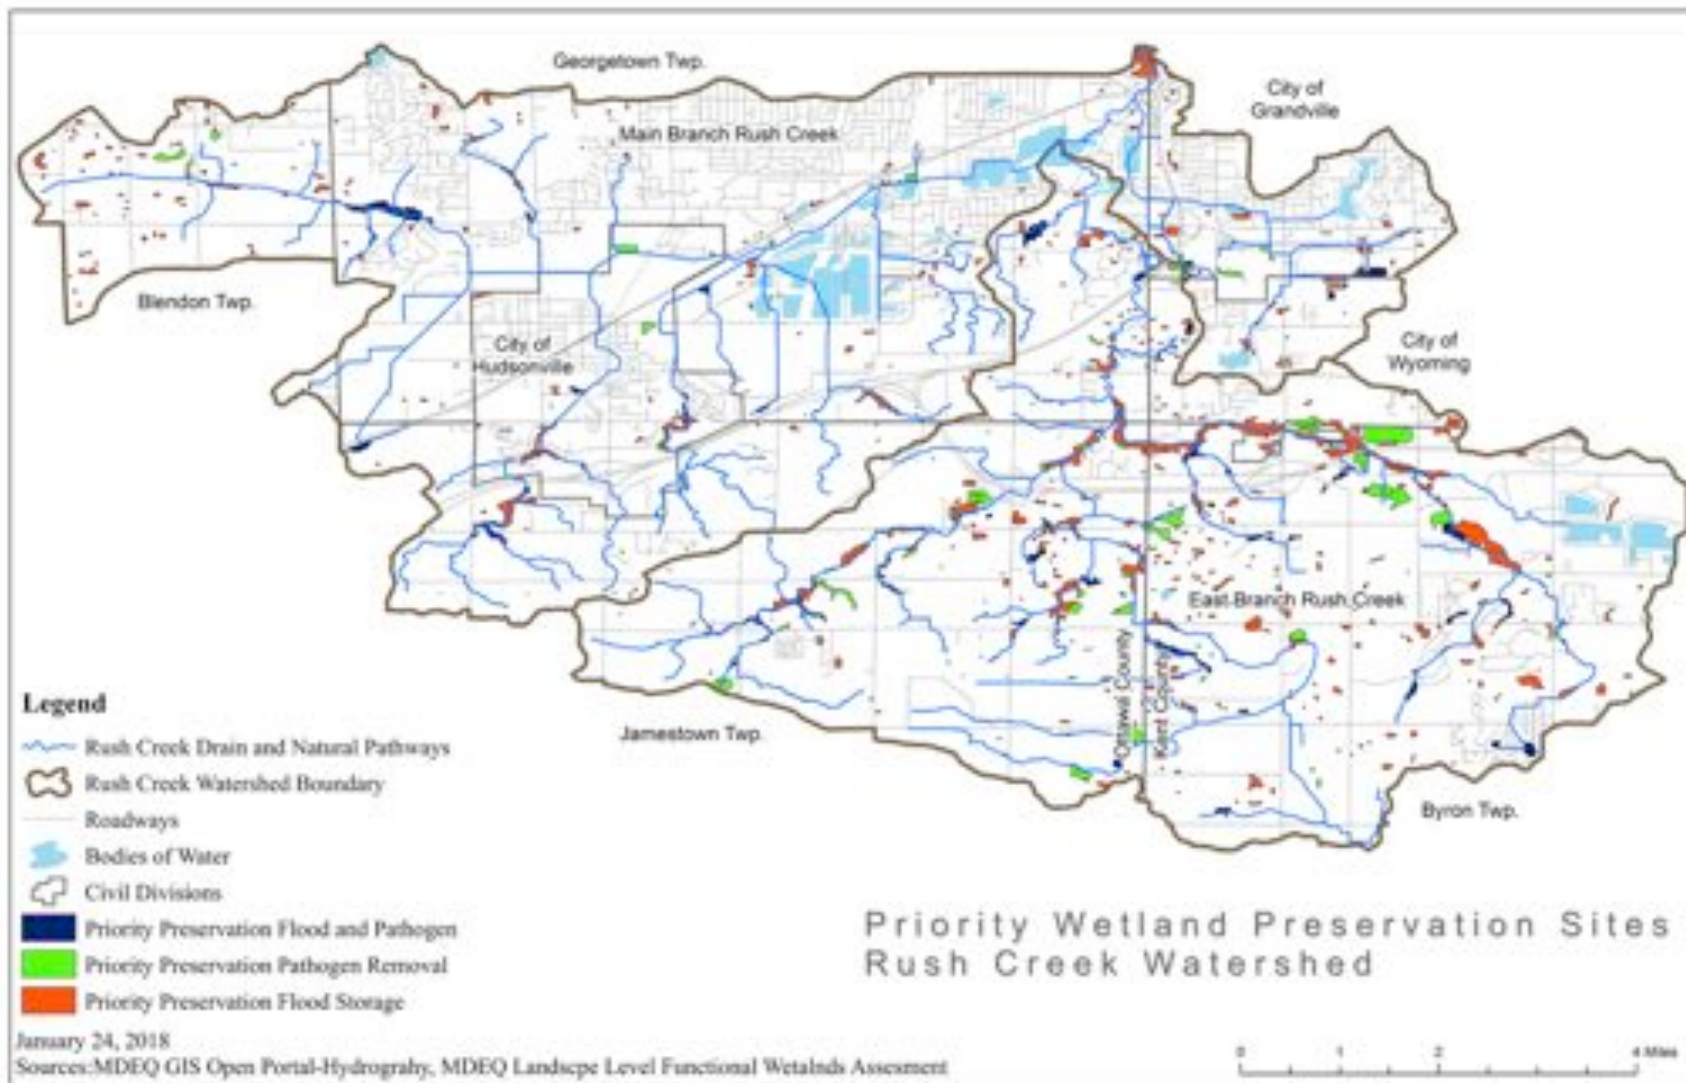 Georgetown Twp.
City of
Grandville
Main Branch Rush Creek
Blendon Twp.
City of
Hudsonville
City of
Wyoming
East Branch Rush Creek
Ottawa County
Kent County
Jamestown Twp.
Byron Twp.
Legend
Rush Creek Drain and Natural Pathways
Rush Creek Watershed Boundary
Roadways
Bodies of Water
Civil Divisions
Priority Preservation Flood and Pathogen
Priority Preservation Pathogen Removal
Priority Preservation Flood Storage
Priority Wetland Preservation Sites
Rush Creek Watershed
January 24, 2018
Sources:MDEQ GIS Open Portal-Hydrograhy, MDEQ Landscpe Level Functional Wetalnds Assesment
0 1 2 4 Miles